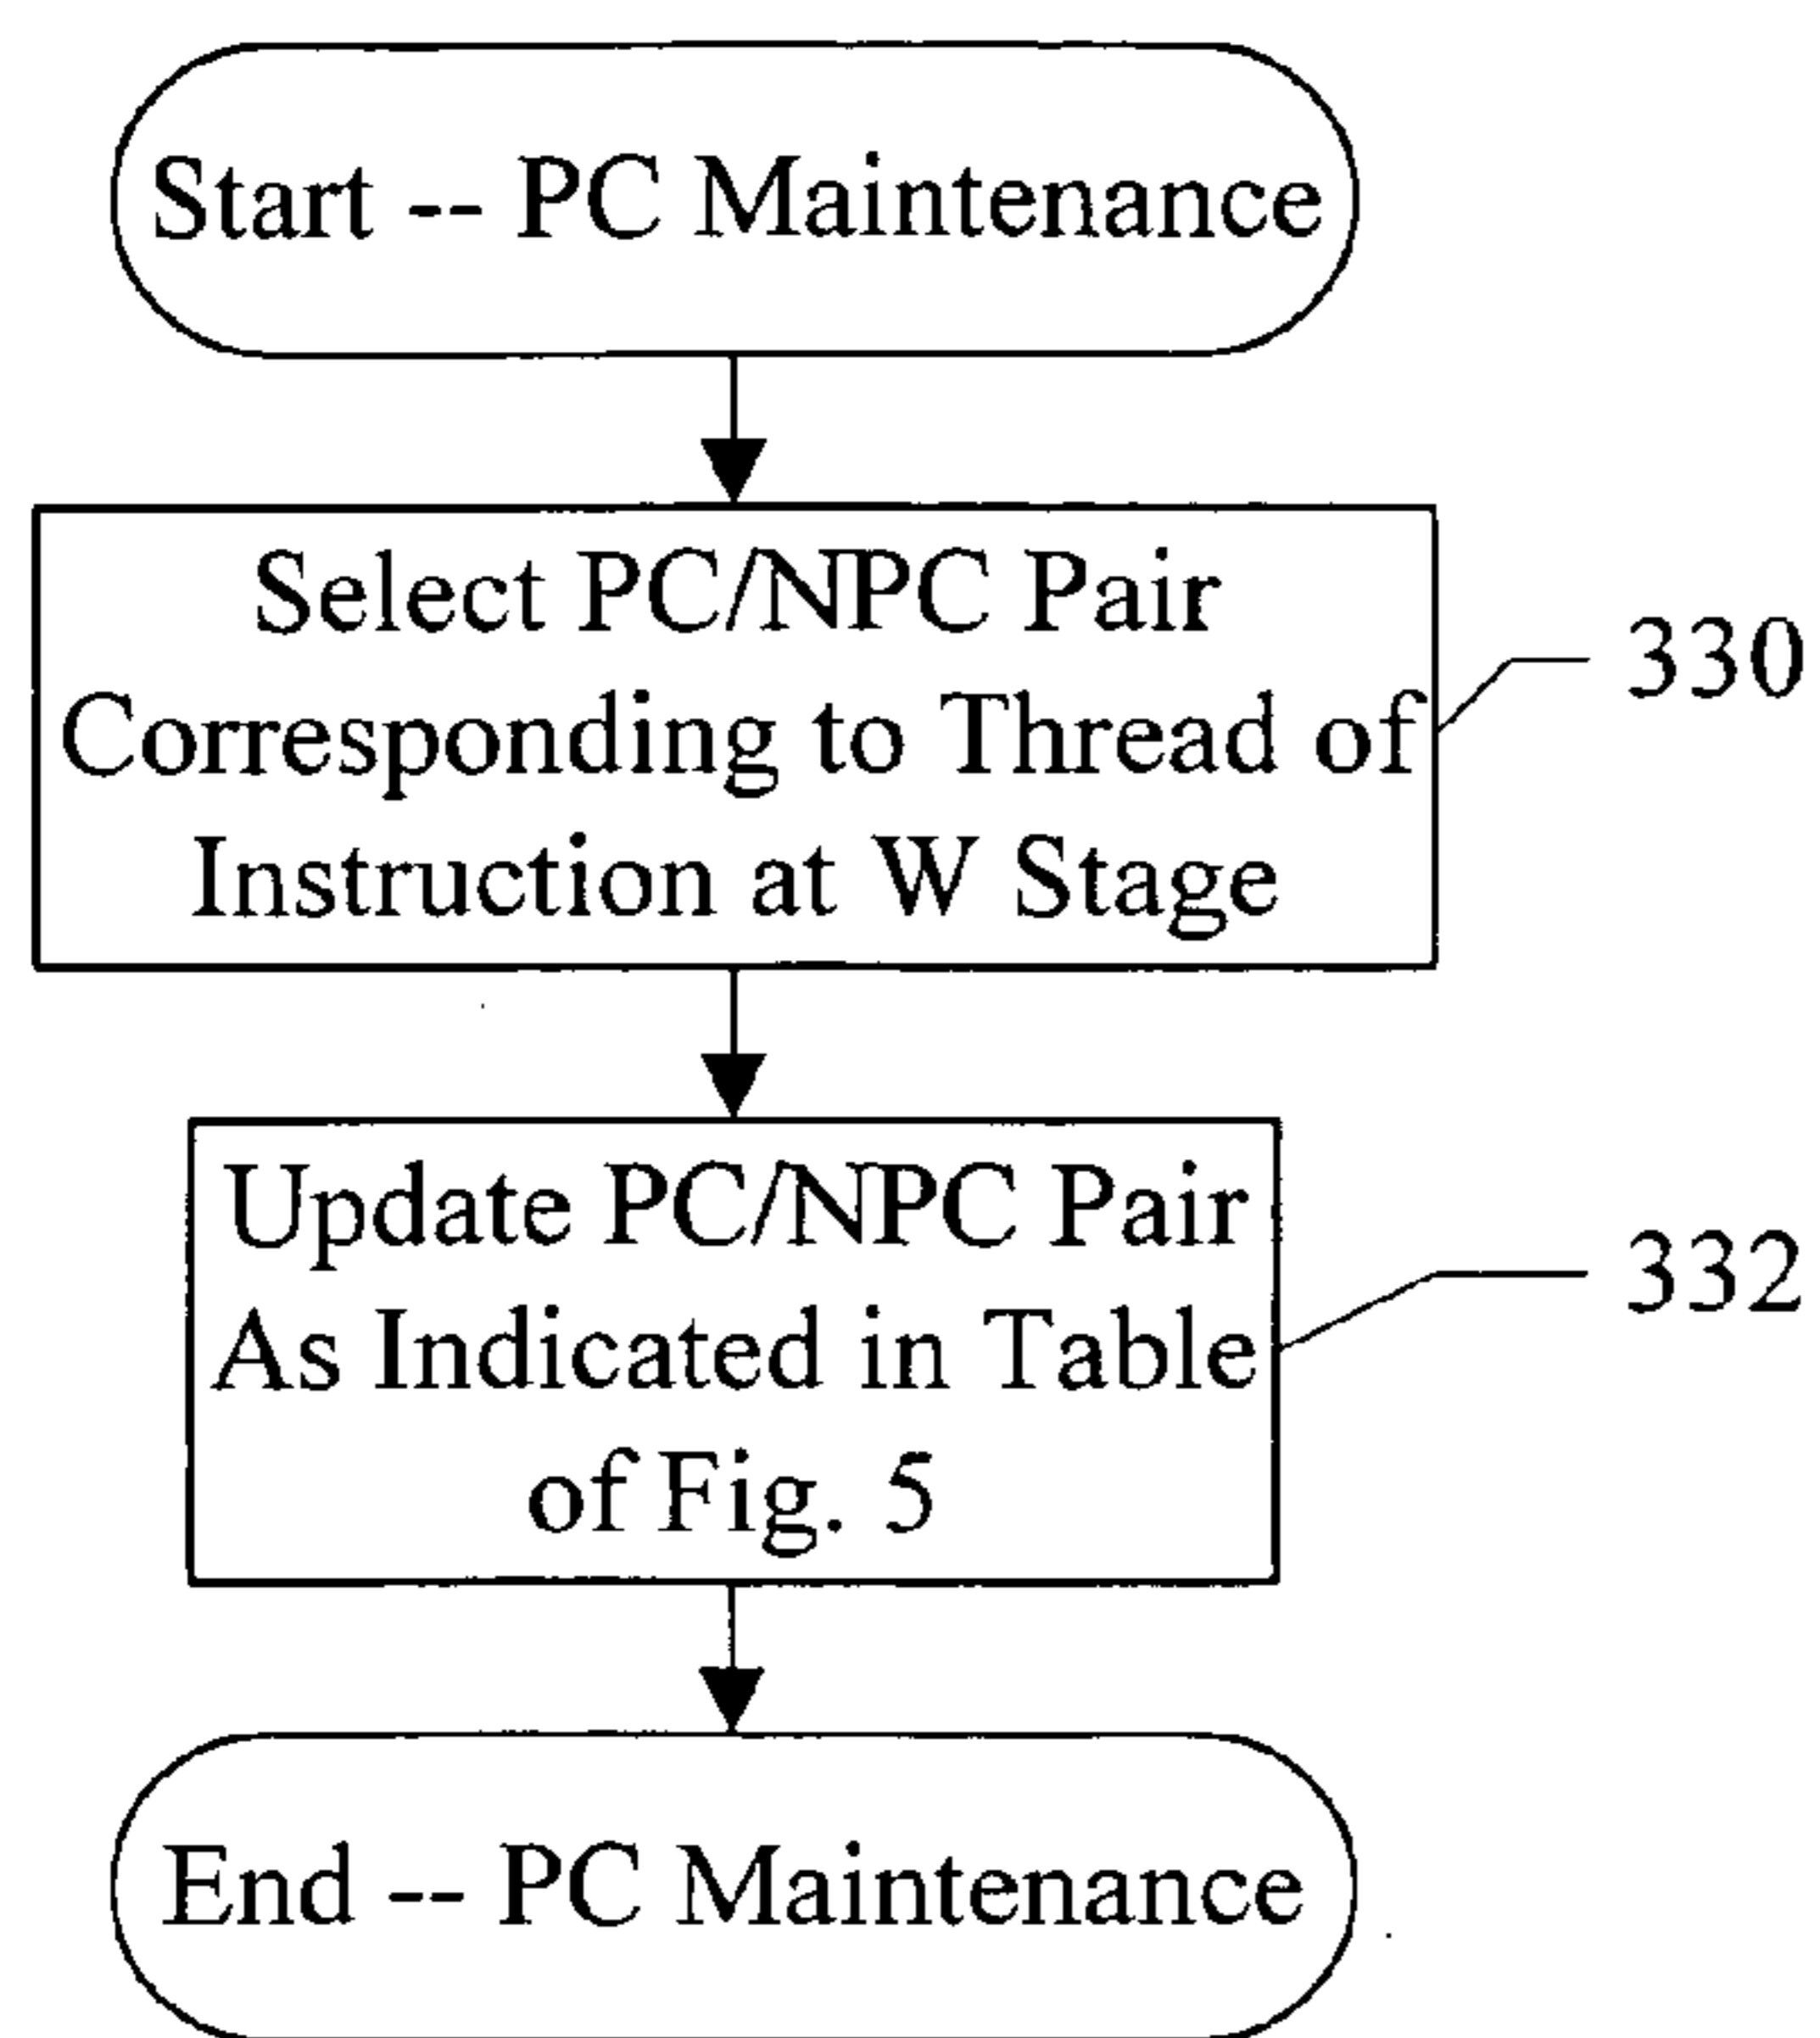 Start -- PC Maintenance
Select PC/NPC Pair
Corresponding to Thread of
Instruction at W Stage
330
Update PC/NPC Pair
As Indicated in Table
of Fig. 5
332
End -- PC Maintenance